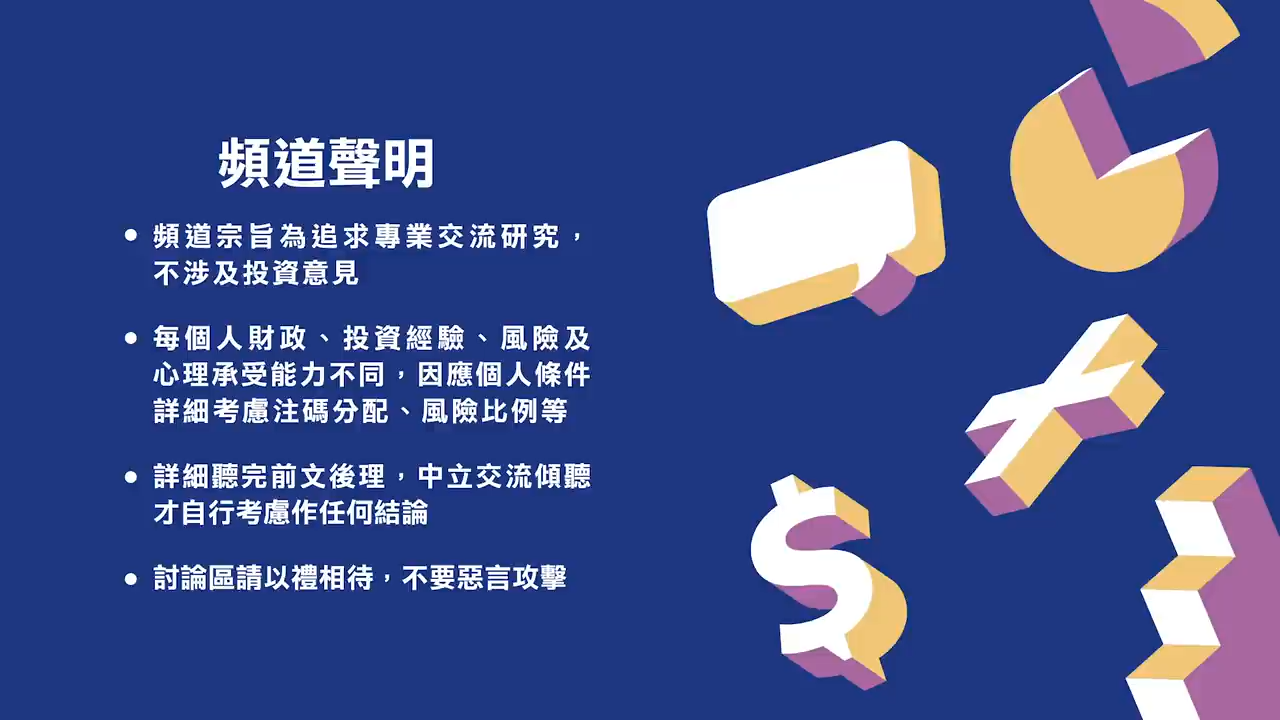 頻道聲明
• 頻道宗旨為追求專業交流研究，
不涉及投資意見
• 每個人財政、投資經驗、風險及
心理承受能力不同，因應個人條件
詳細考慮注碼分配、風險比例等
• 詳細聽完前文後理，中立交流傾聽
才自行考慮作任何結論
• 討論區請以禮相待，不要惡言攻擊
$